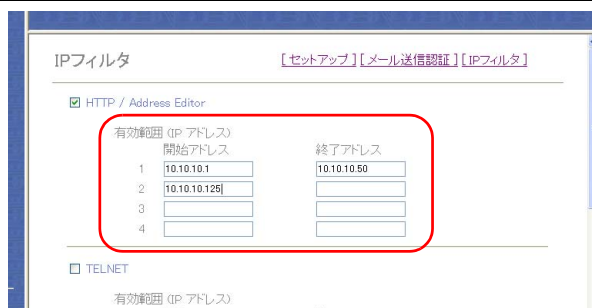 IPフィルタ [セットアップ] [メール送信認証] [IPフィルタ]
HTTP / Address Editor
有効範囲 (IP アドレス)
開始アドレス 終了アドレス
1 10.10.10.1 10.10.10.50
2 10.10.10.125
3
4
TELNET
有効範囲 (IP アドレス)